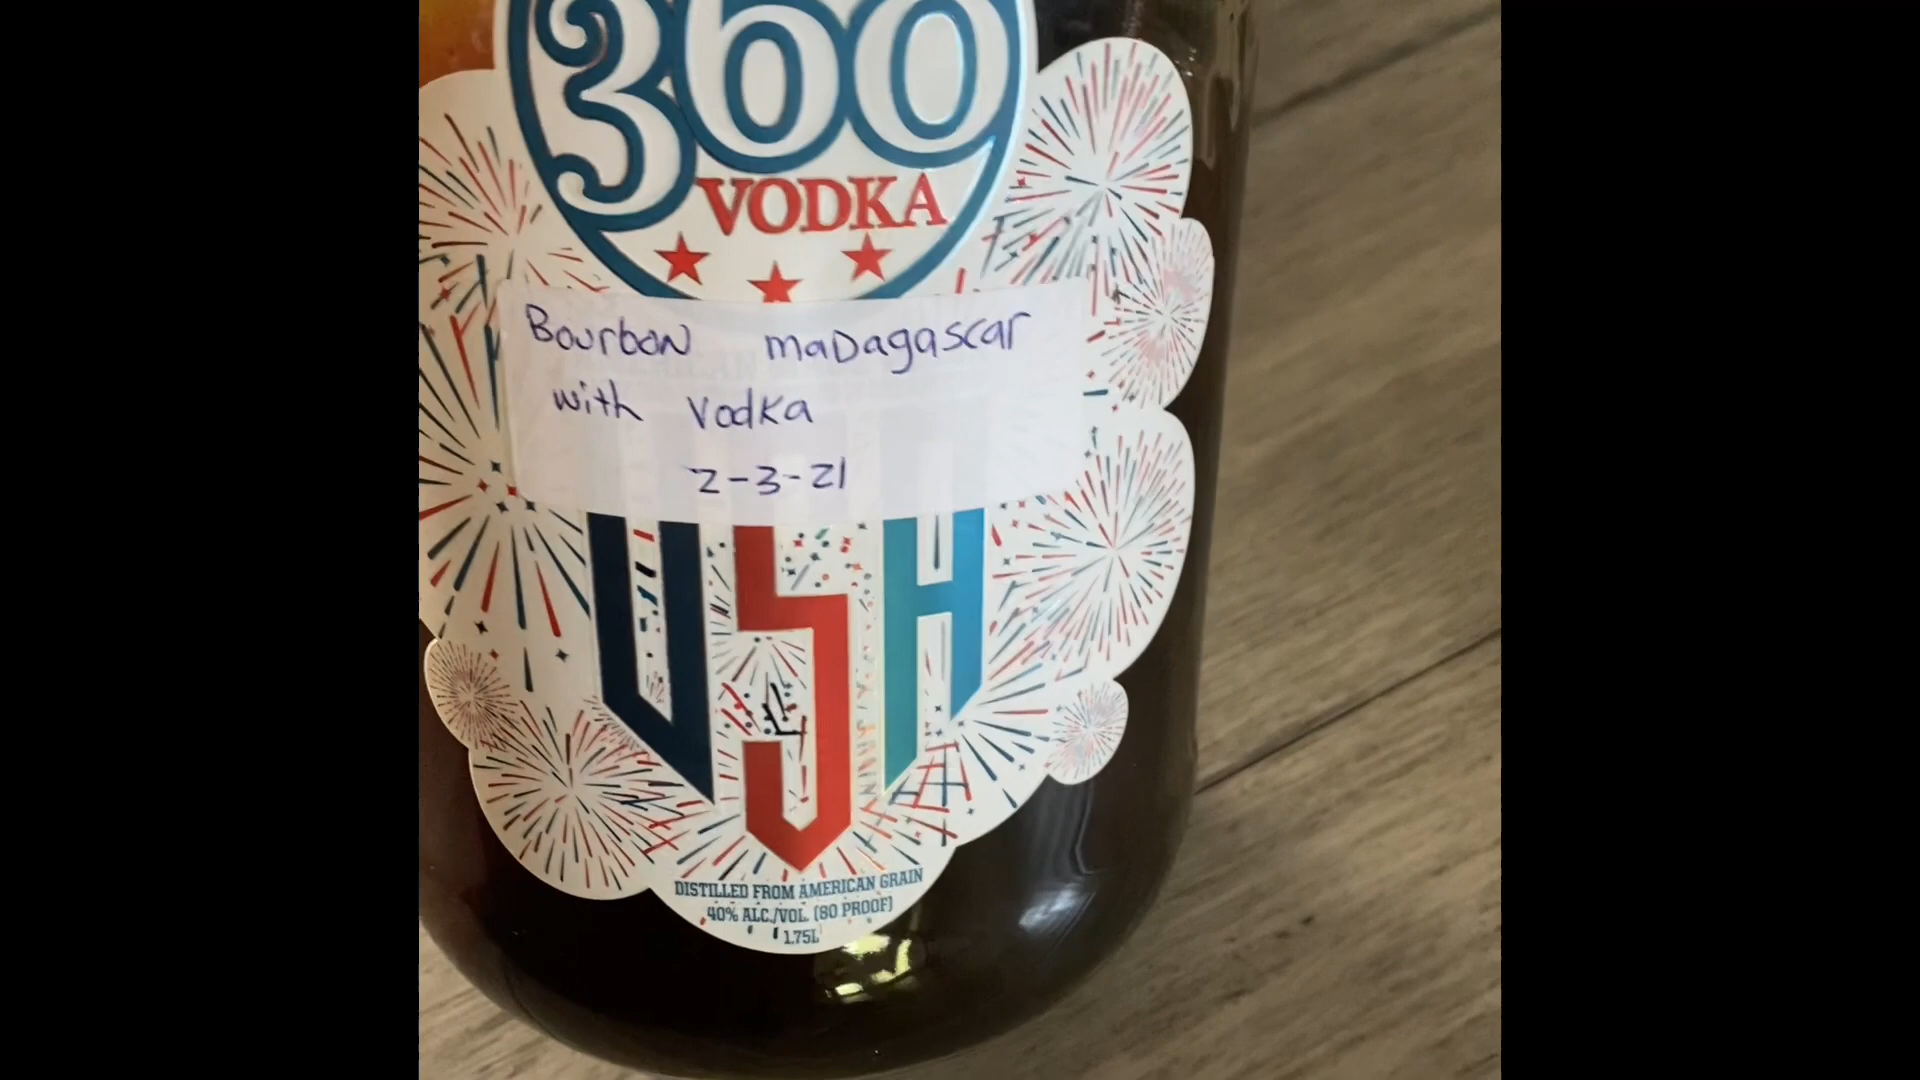 360
VODKA
Bourbon madagascar
with vodka
2-3-21
USA
DISTILLED FROM AMERICAN GRAIN
40% ALC./VOL. (80 PROOF)
1.75L